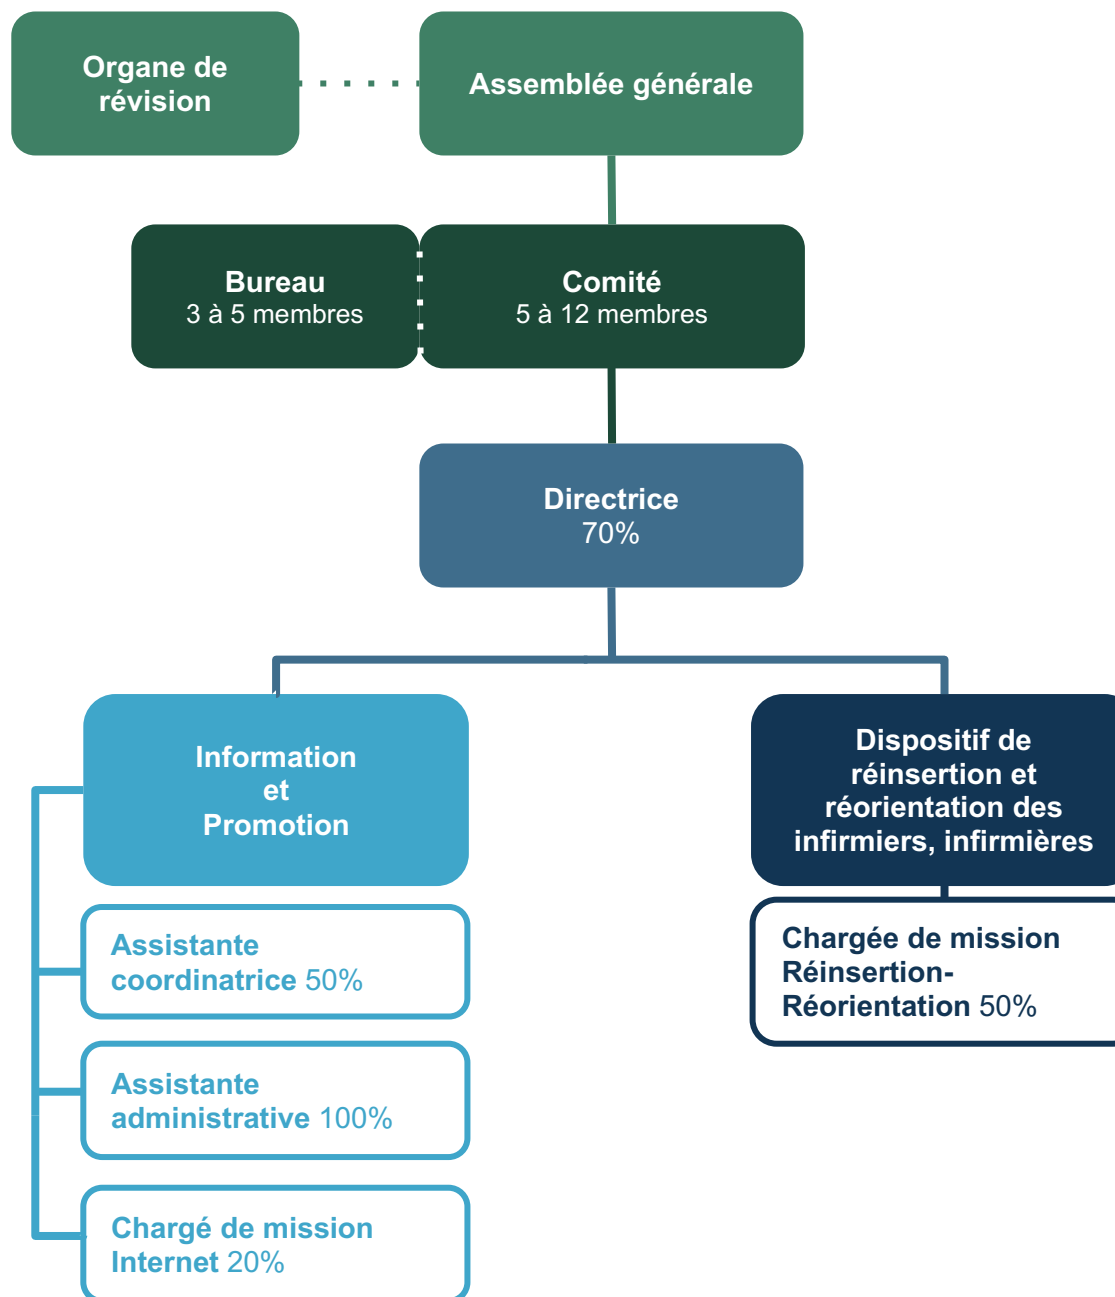 Organe de
révision
Assemblée générale
Bureau
3 à 5 membres
Comité
5 à 12 membres
Directrice
70%
Information
et
Promotion
Dispositif de
réinsertion et
réorientation des
infirmiers, infirmières
Assistante
coordinatrice 50%
Chargée de mission
Réinsertion-
Réorientation 50%
Assistante
administrative 100%
Chargé de mission
Internet 20%